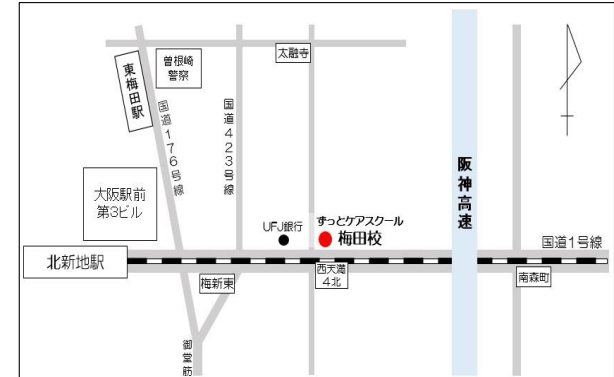 東梅田駅
曽根崎
警察
太融寺
国道176号線
国道423号線
阪神高速
大阪駅前
第3ビル
UFJ銀行
ずっとケアスクール
梅田校
国道1号線
北新地駅
梅新東
西天満
4北
南森町
御堂筋